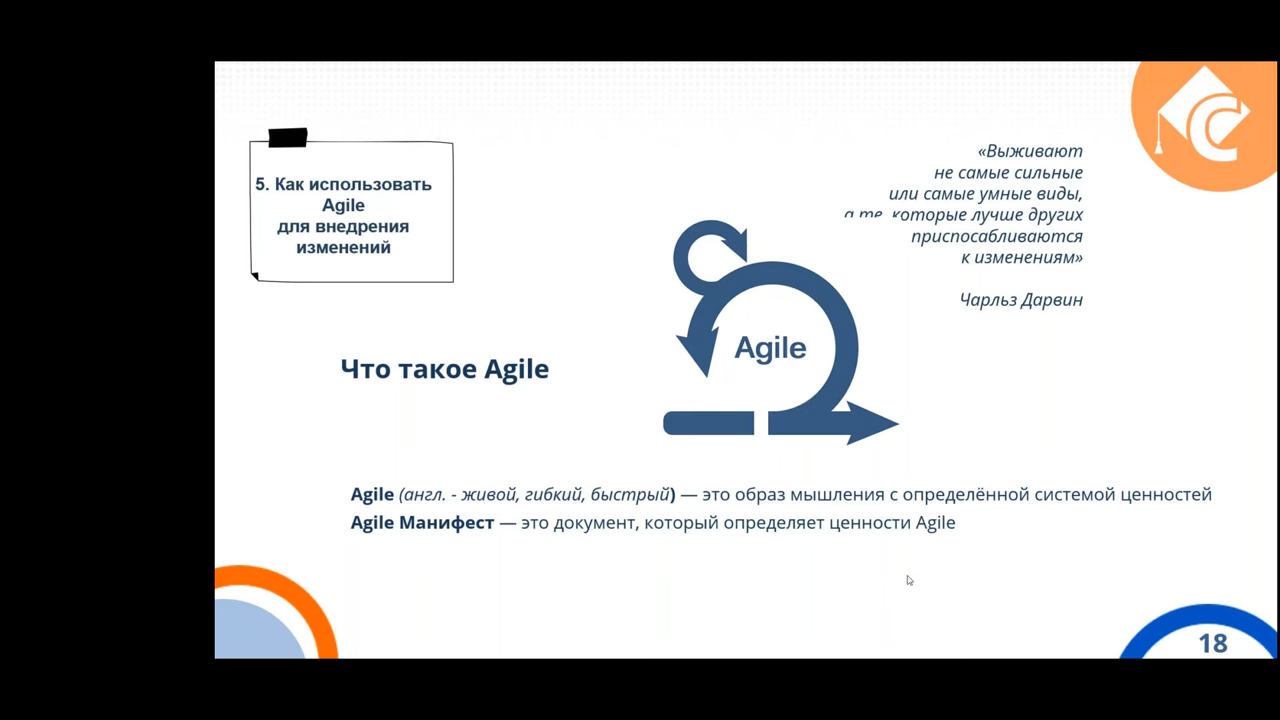 5. Как использовать
Agile
для внедрения
изменений
«Выживают
не самые сильные
или самые умные виды,
а те, которые лучше других
приспосабливаются
к изменениям»
Чарльз Дарвин
Agile
Что такое Agile
Agile (англ. - живой, гибкий, быстрый) — это образ мышления с определённой системой ценностей
Agile Манифест — это документ, который определяет ценности Agile
18